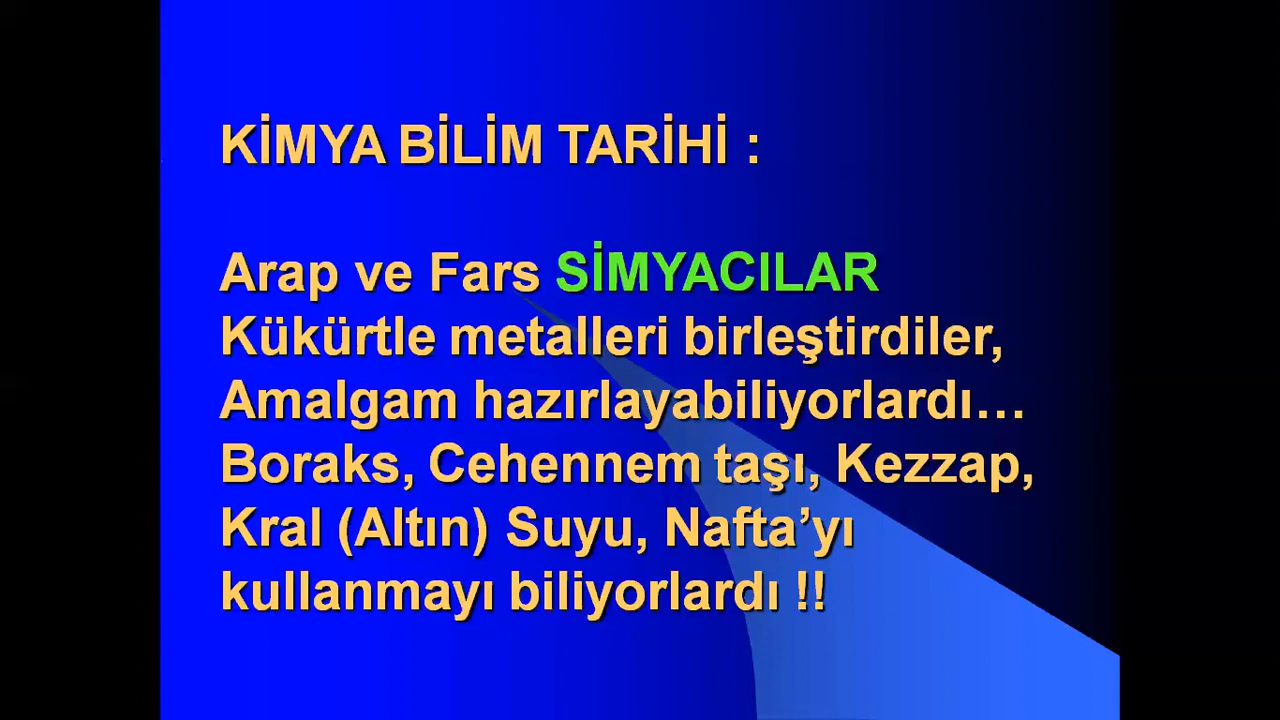 KİMYA BİLİM TARİHİ :
Arap ve Fars SİMYACILAR
Kükürtle metalleri birleştirdiler,
Amalgam hazırlayabiliyorlardı…
Boraks, Cehennem taşı, Kezzap,
Kral (Altın) Suyu, Nafta’yı
kullanmayı biliyorlardı !!